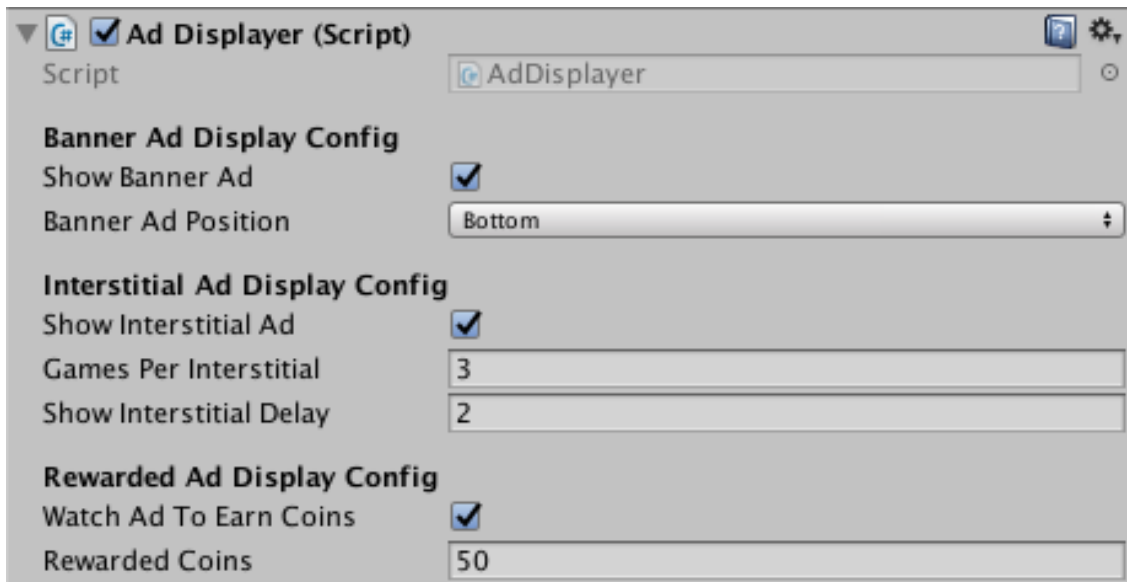 Ad Displayer (Script)
Script AdDisplayer
Banner Ad Display Config
Show Banner Ad
Banner Ad Position Bottom
Interstitial Ad Display Config
Show Interstitial Ad
Games Per Interstitial 3
Show Interstitial Delay 2
Rewarded Ad Display Config
Watch Ad To Earn Coins
Rewarded Coins 50